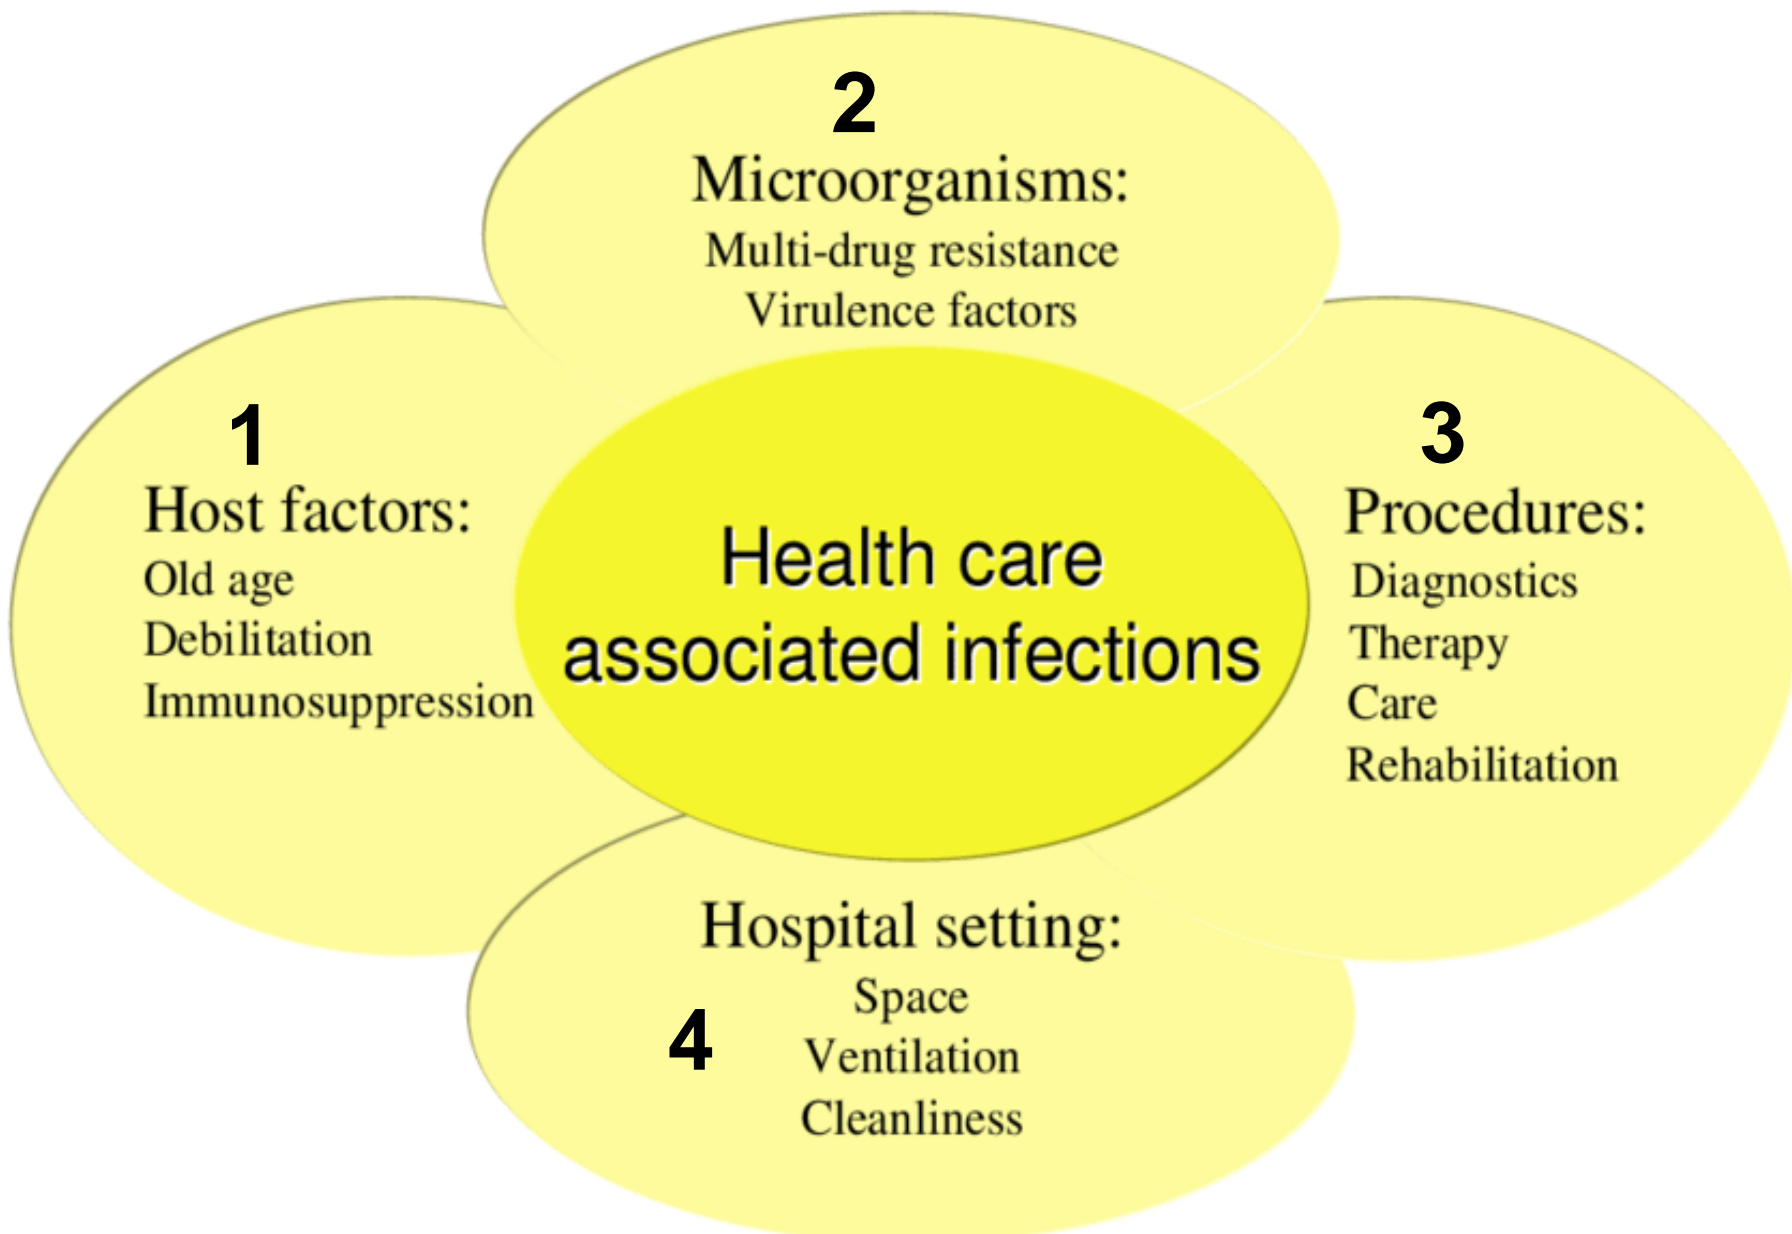 2
Microorganisms:
Multi-drug resistance
Virulence factors
1
Host factors:
Old age
Debilitation
Immunosuppression
Health care
associated infections
3
Procedures:
Diagnostics
Therapy
Care
Rehabilitation
Hospital setting:
Space
4
Ventilation
Cleanliness